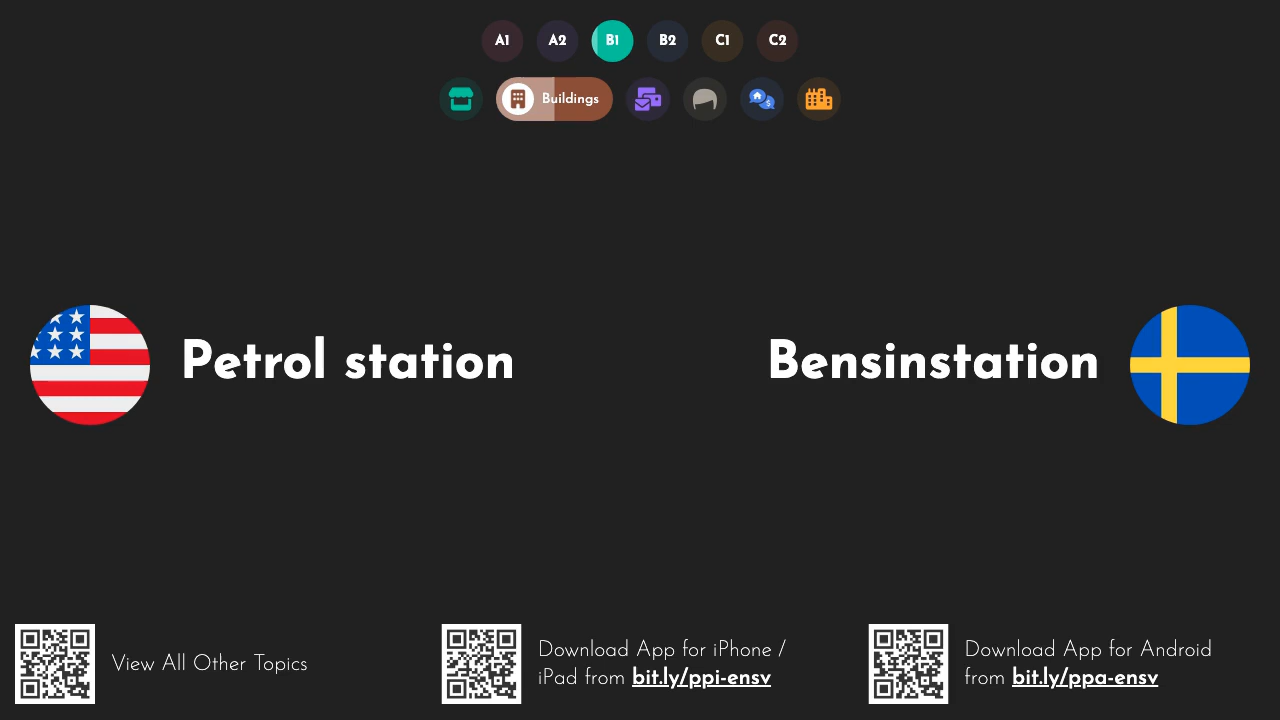 A1 A2 B1 B2 C1 C2
Buildings
Petrol station
Bensinstation
View All Other Topics
Download App for iPhone /
iPad from bit.ly/ppi-ensv
Download App for Android
from bit.ly/ppa-ensv